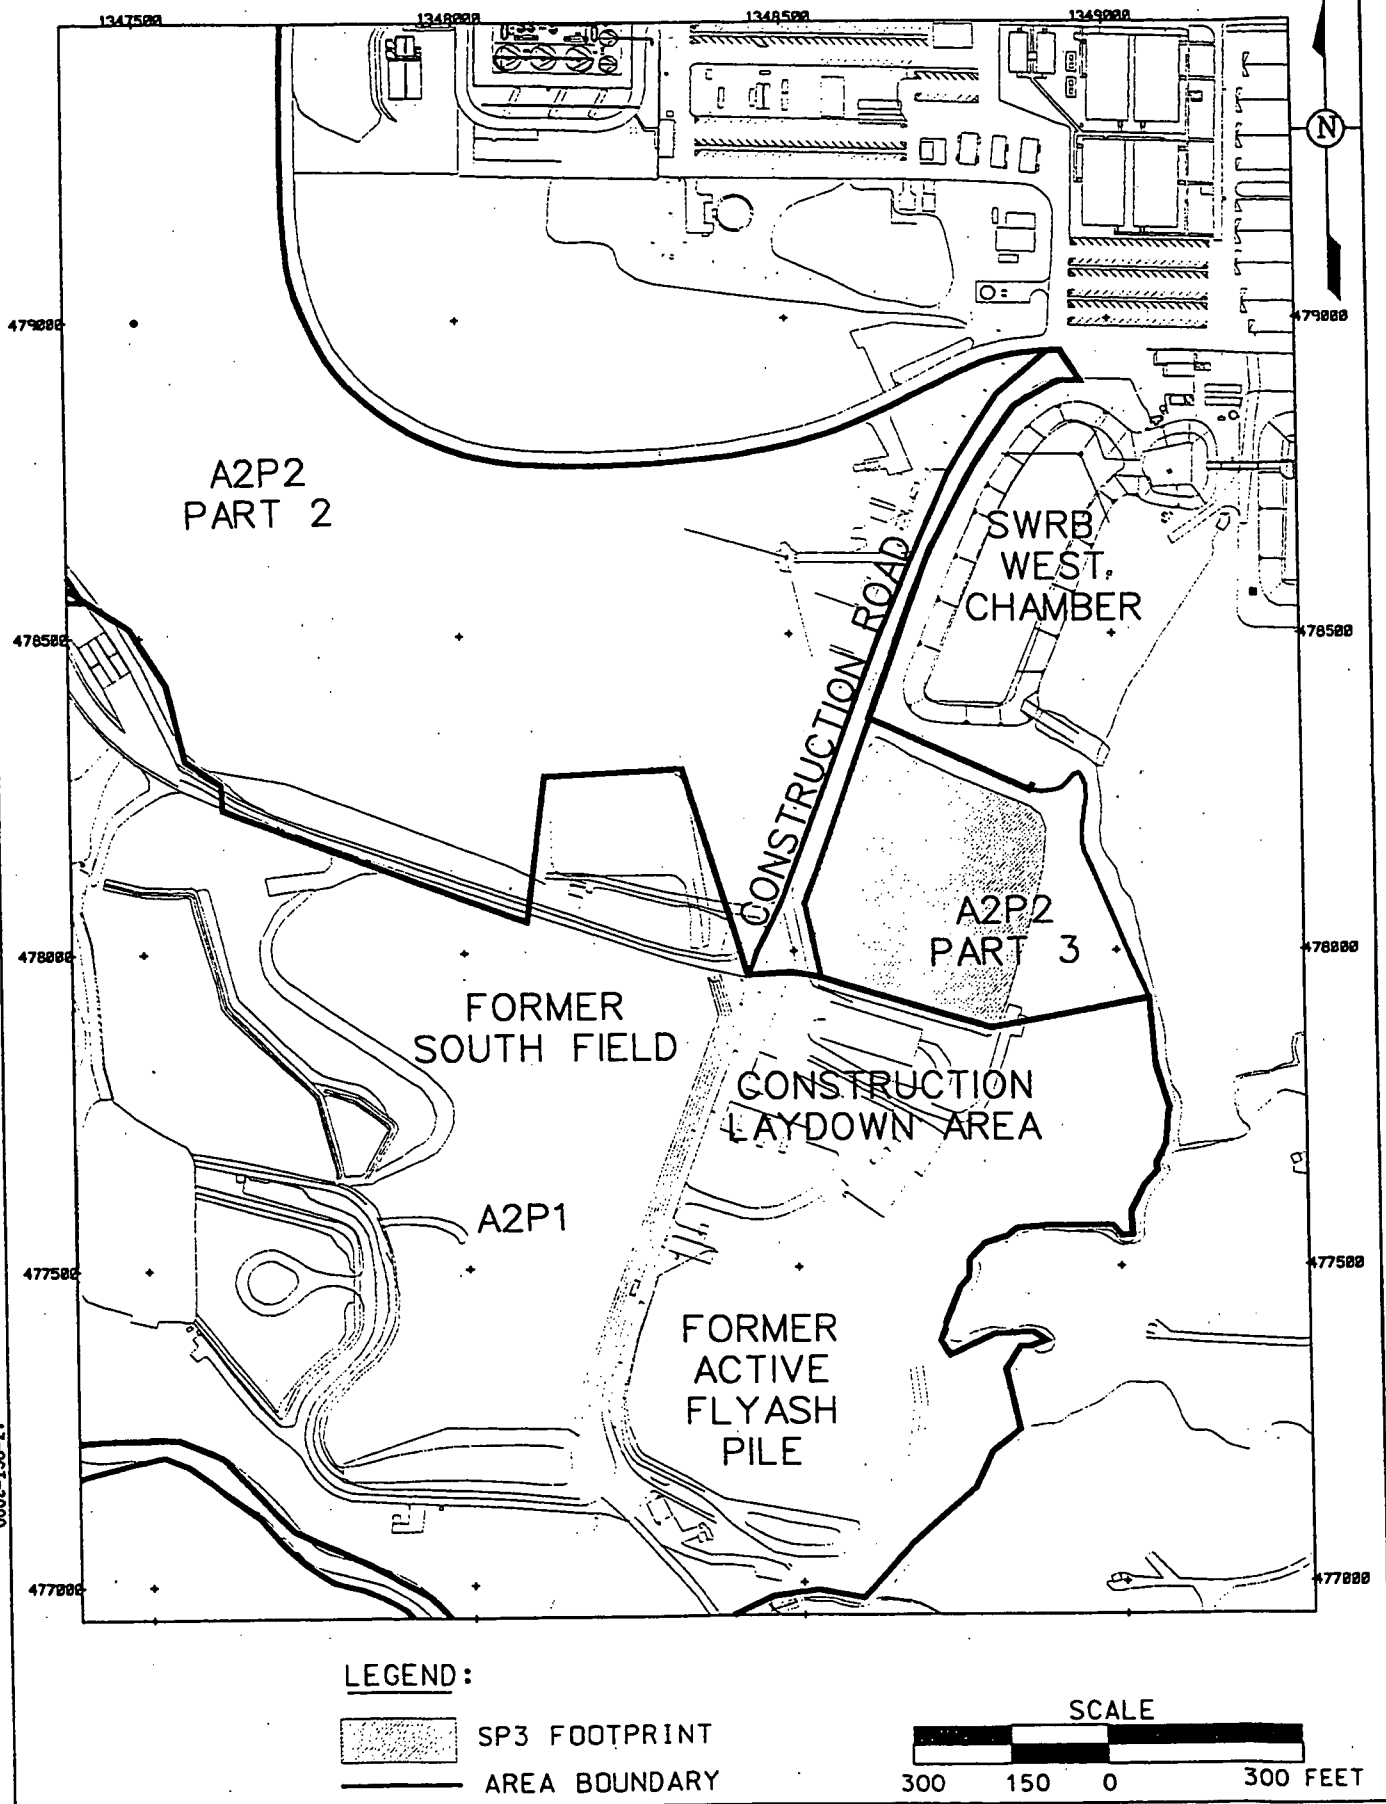 1347500
1348000
1348500
1349000
N
479000
479000
A2P2
PART 2
SWRB
WEST
CHAMBER
CONSTRUCTION ROAD
478500
478500
A2P2
PART 3
478000
478000
FORMER
SOUTH FIELD
CONSTRUCTION
LAYDOWN AREA
A2P1
477500
477500
FORMER
ACTIVE
FLYASH
PILE
477000
477000
LEGEND:
SP3 FOOTPRINT
AREA BOUNDARY
SCALE
300 150 0 300 FEET